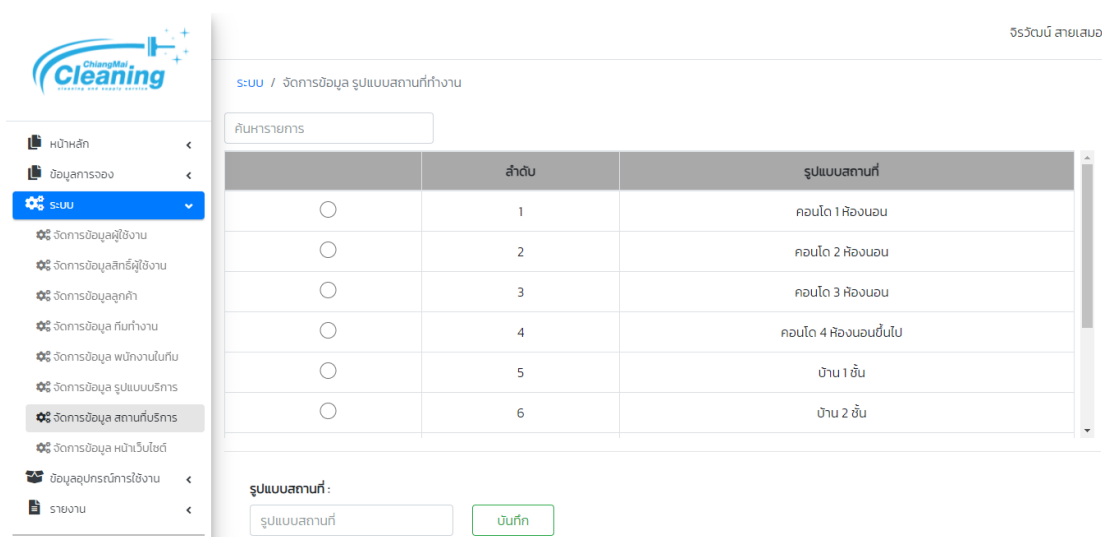 จิรวัฒน์ สายเสมอ
ChiangMai
Cleaning
cleaning and supply service
ระบบ / จัดการข้อมูล รูปแบบสถานที่ทำงาน
ค้นหารายการ
หน้าหลัก
ข้อมูลการจอง
ระบบ
จัดการข้อมูลผู้ใช้งาน
จัดการข้อมูลสิทธิ์ผู้ใช้งาน
จัดการข้อมูลลูกค้า
จัดการข้อมูล ทีมทำงาน
จัดการข้อมูล พนักงานในทีม
จัดการข้อมูล รูปแบบบริการ
จัดการข้อมูล สถานที่บริการ
จัดการข้อมูล หน้าเว็บไซต์
ข้อมูลอุปกรณ์การใช้งาน
รายงาน
ลำดับ รูปแบบสถานที่
1 คอนโด 1 ห้องนอน
2 คอนโด 2 ห้องนอน
3 คอนโด 3 ห้องนอน
4 คอนโด 4 ห้องนอนขึ้นไป
5 บ้าน 1 ชั้น
6 บ้าน 2 ชั้น
รูปแบบสถานที่ :
รูปแบบสถานที่ บันทึก